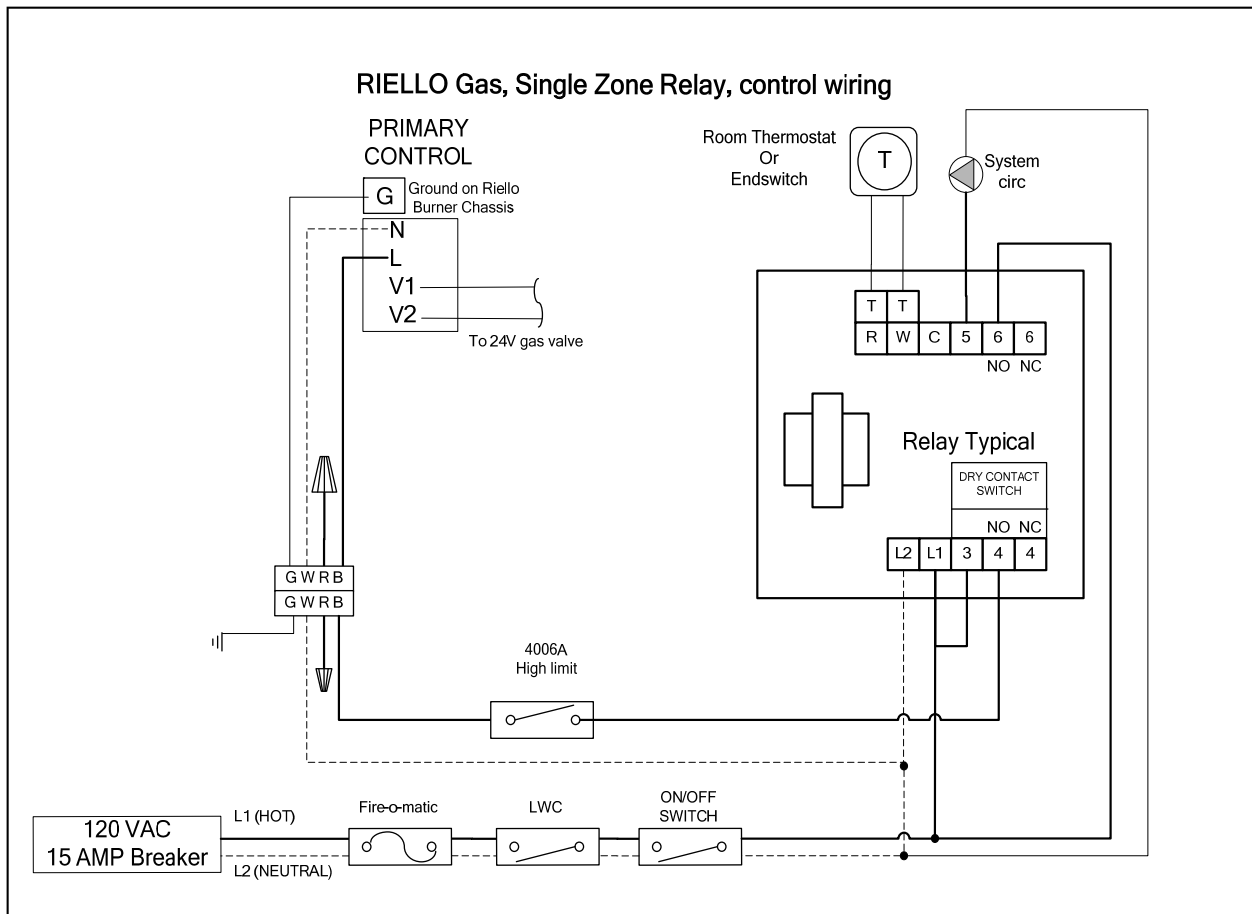 RIELLO Gas, Single Zone Relay, control wiring
PRIMARY
CONTROL
G
Ground on Riello
Burner Chassis
N
L
V1
V2
To 24V gas valve
Room Thermostat
Or
Endswitch
T
System
circ
T T
R W C 5 6 6
NO NC
Relay Typical
DRY CONTACT
SWITCH
NO NC
L2 L1 3 4 4
G W R B
G W R B
4006A
High limit
120 VAC
15 AMP Breaker
L1 (HOT)
L2 (NEUTRAL)
Fire-o-matic
LWC
ON/OFF
SWITCH